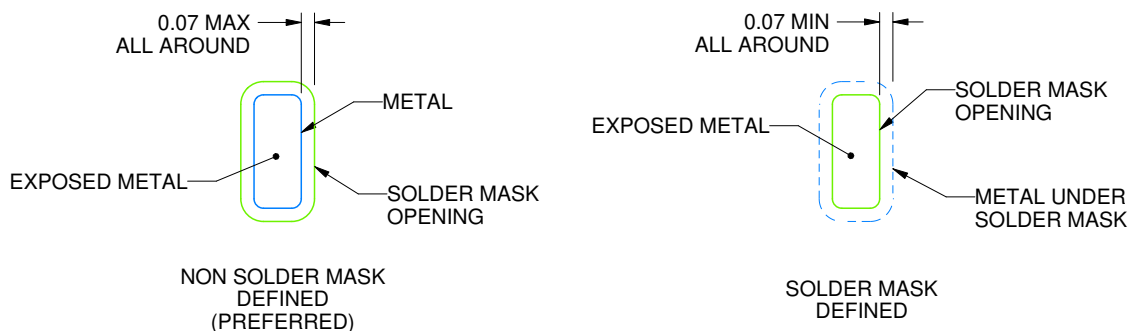 0.07 MAX
ALL AROUND
METAL
EXPOSED METAL
SOLDER MASK
OPENING
NON SOLDER MASK
DEFINED
(PREFERRED)
0.07 MIN
ALL AROUND
SOLDER MASK
OPENING
EXPOSED METAL
METAL UNDER
SOLDER MASK
SOLDER MASK
DEFINED